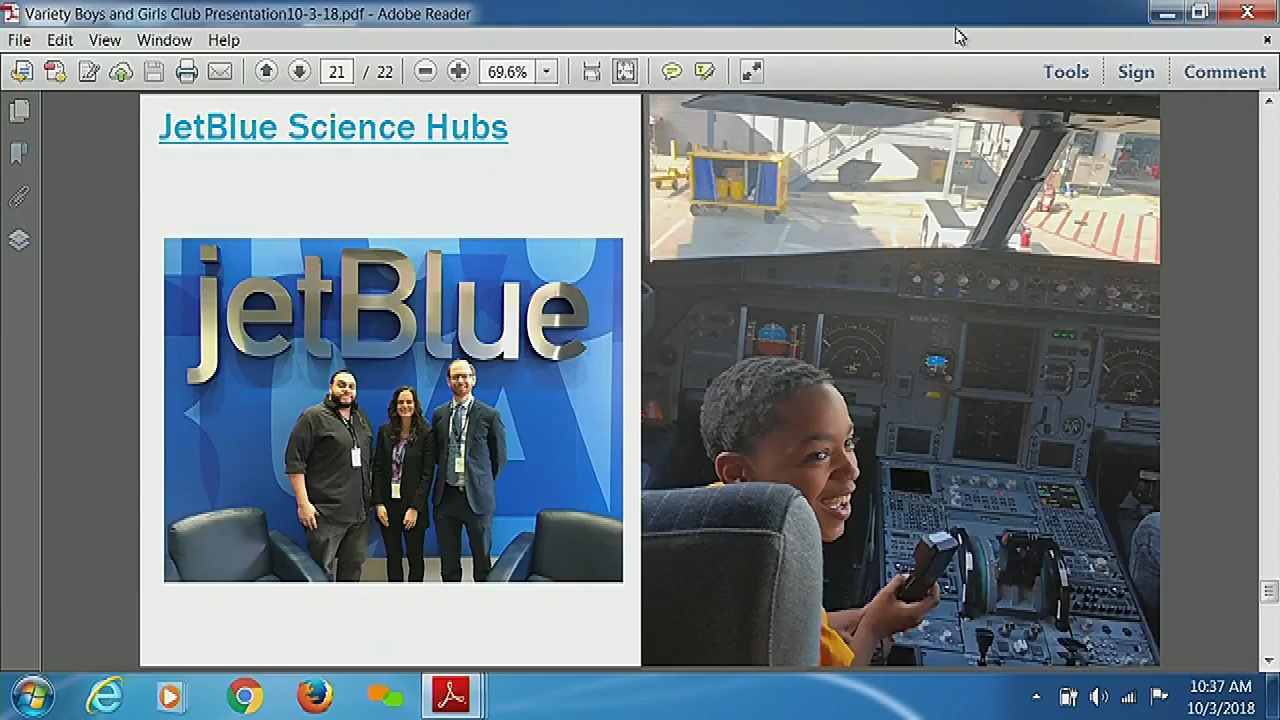 Variety Boys and Girls Club Presentation10-3-18.pdf - Adobe Reader
File Edit View Window Help
21 / 22 69.6% Tools Sign Comment
JetBlue Science Hubs
jetBlue
10:37 AM
10/3/2018